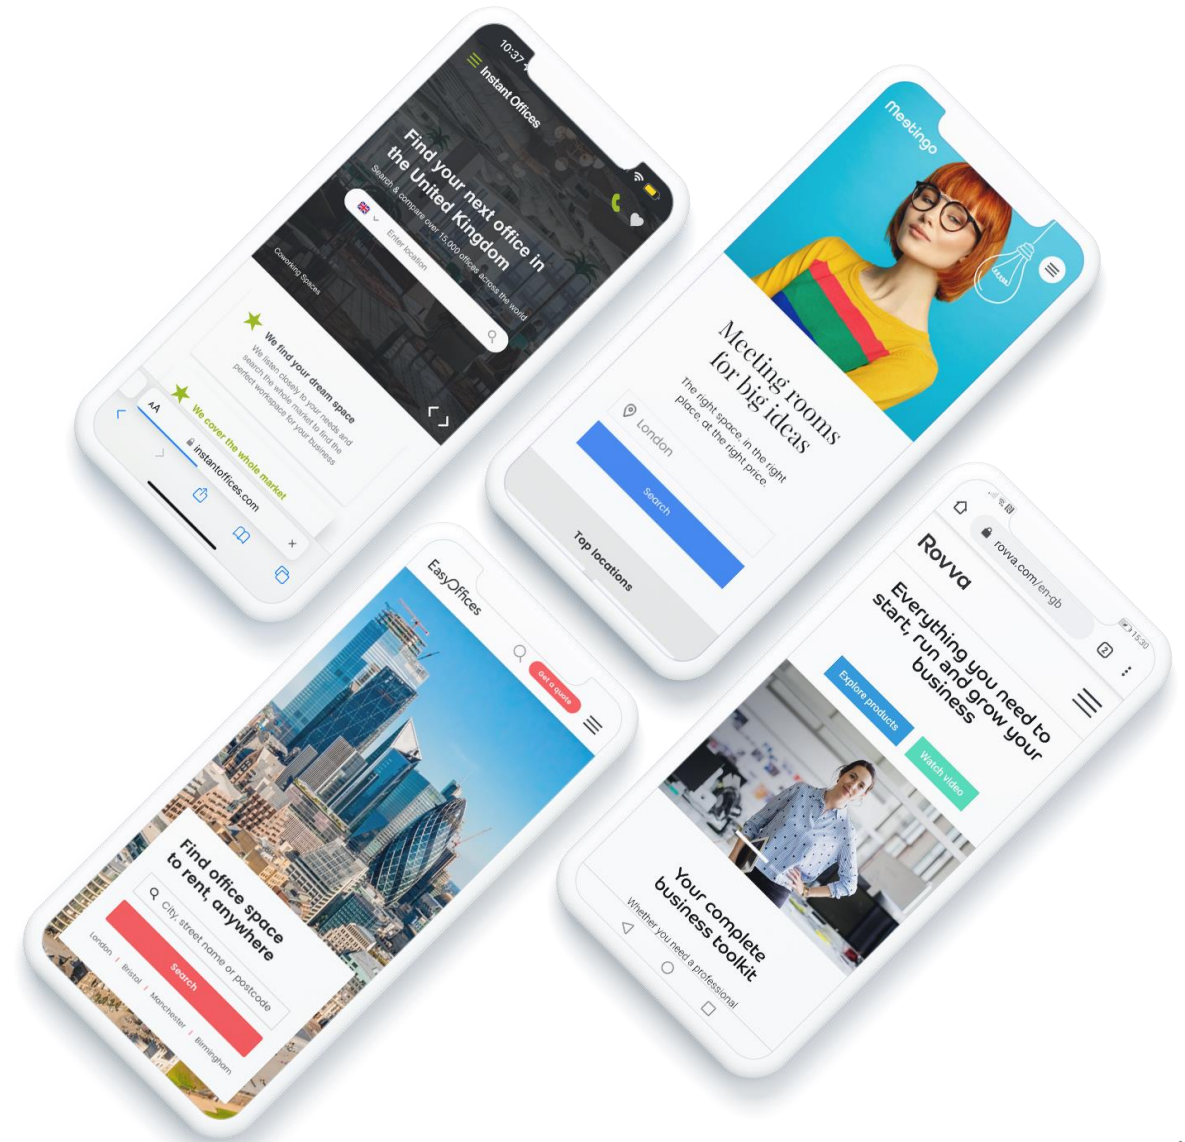 10:37
Instant Offices
Find your next office in
the United Kingdom
Search & compare over 15,000 offices across the world
Enter location
Coworking Spaces
We find your dream space
We listen closely to your needs and
search the whole market to find the
perfect workspace for your business
We cover the whole market
AA
instantoffices.com
meetingo
Meeting rooms
for big ideas
The right space, in the right
place, at the right price.
London
Search
Top locations
EasyOffices
Get a quote
Find office space
to rent, anywhere
City, street name or postcode
Search
London / Bristol / Manchester / Birmingham
15:30
rovva.com/en-gb
2
Rovva
Everything you need to
start, run and grow your
business
Explore products
Watch video
Your complete
business toolkit
Whether you need a professional